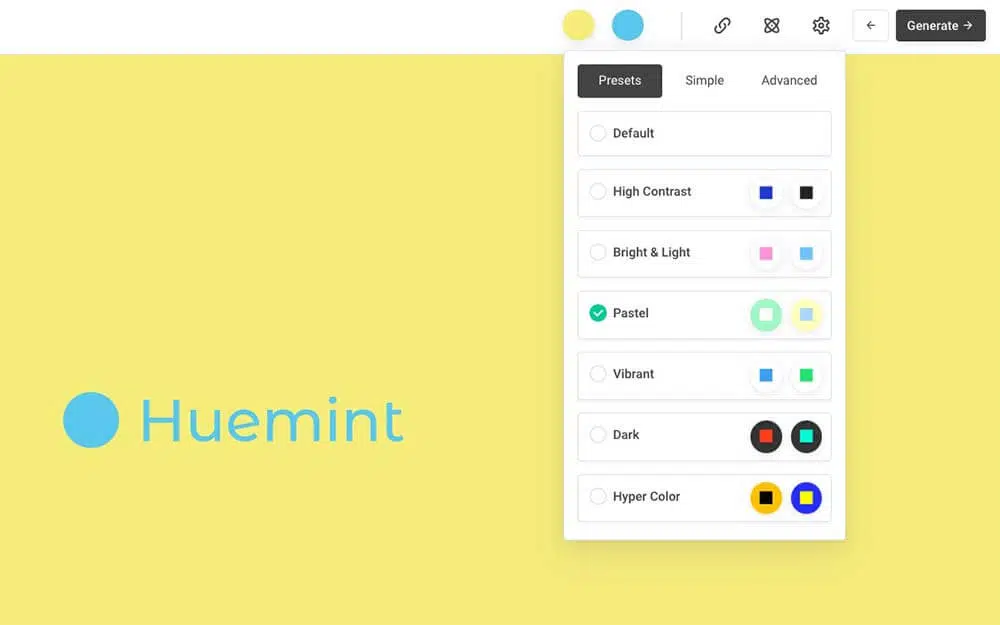 Generate →
Presets Simple Advanced
Default
High Contrast
Bright & Light
Pastel
Vibrant
Dark
Hyper Color
Huemint